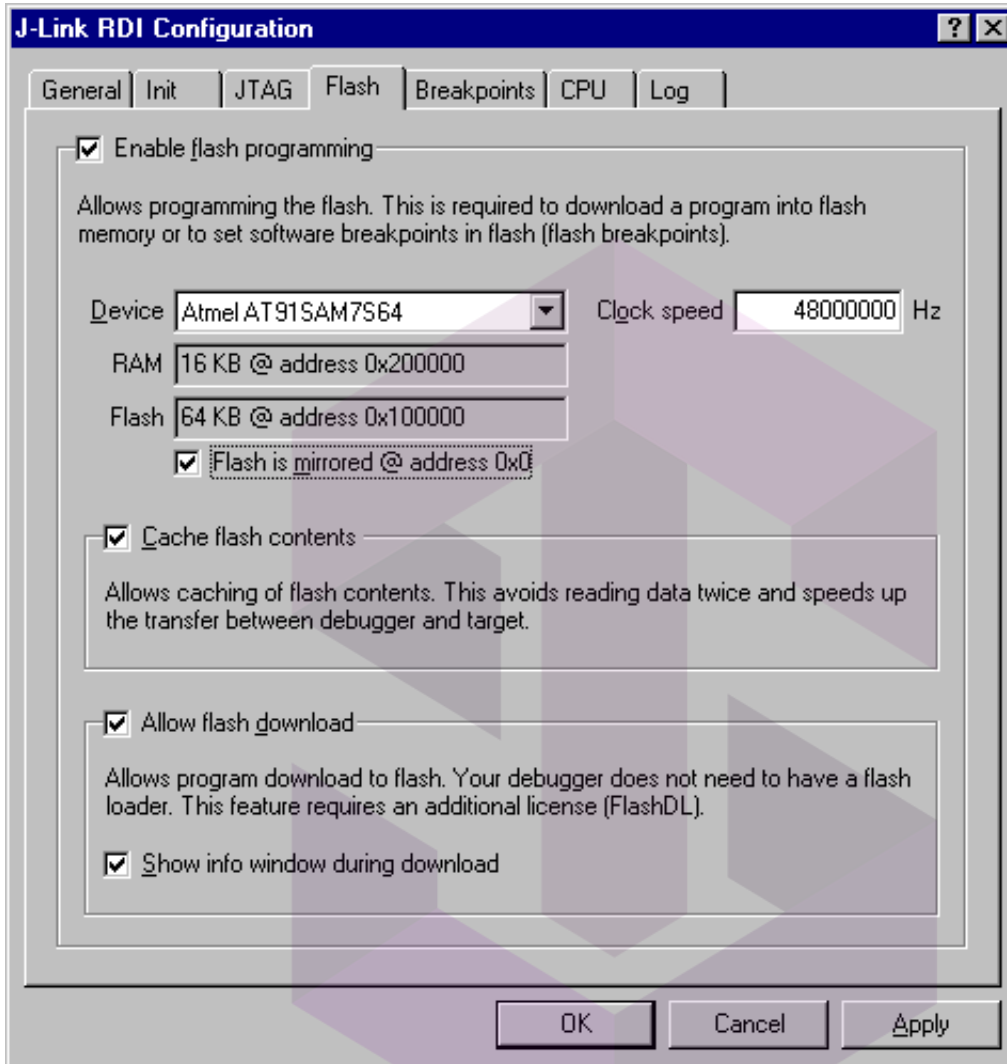 J-Link RDI Configuration
General Init JTAG Flash Breakpoints CPU Log
Enable flash programming
Allows programming the flash. This is required to download a program into flash
memory or to set software breakpoints in flash (flash breakpoints).
Device Atmel AT91SAM7S64 Clock speed 48000000 Hz
RAM 16 KB @ address 0x200000
Flash 64 KB @ address 0x100000
Flash is mirrored @ address 0x0
Cache flash contents
Allows caching of flash contents. This avoids reading data twice and speeds up
the transfer between debugger and target.
Allow flash download
Allows program download to flash. Your debugger does not need to have a flash
loader. This feature requires an additional license (FlashDL).
Show info window during download
OK Cancel Apply